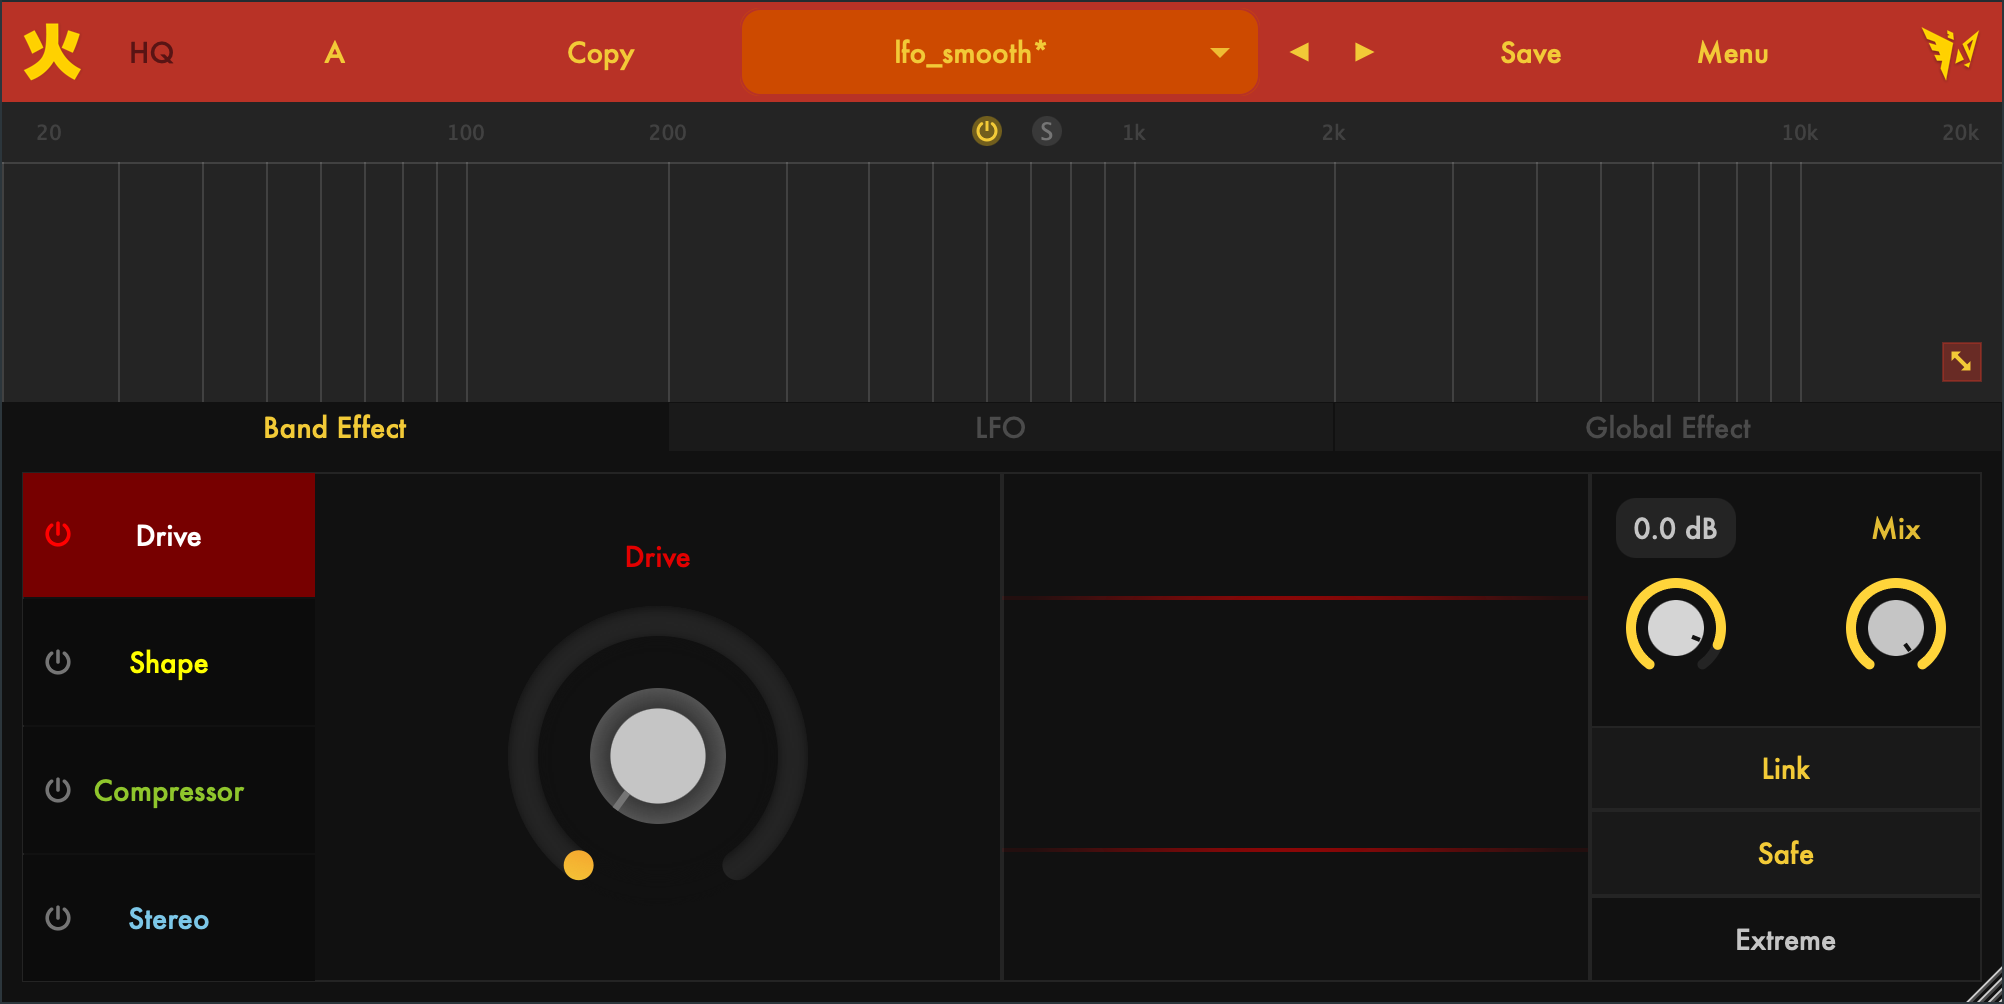 火 HQ A Copy lfo_smooth* Save Menu
20 100 200 S 1k 2k 10k 20k
Band Effect LFO Global Effect
Drive
Shape
Compressor
Stereo
Drive
0.0 dB Mix
Link
Safe
Extreme